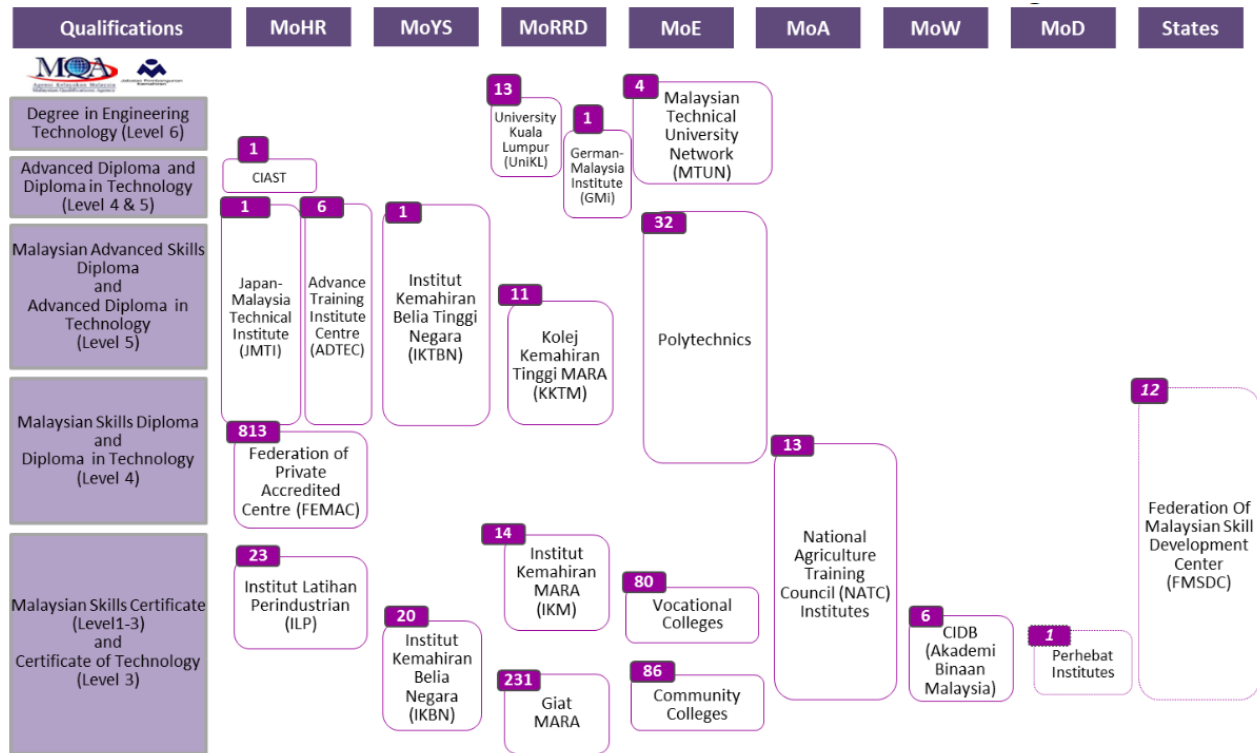 Qualifications
MoHR
MoYS
MoRRD
MoE
MoA
MoW
MoD
States
MQA
Agensi Kelayakan Malaysia
Malaysian Qualifications Agency
Jabatan Pembangunan
Kemahiran
Degree in Engineering
Technology (Level 6)
Advanced Diploma and
Diploma in Technology
(Level 4 & 5)
Malaysian Advanced Skills
Diploma
and
Advanced Diploma in
Technology
(Level 5)
Malaysian Skills Diploma
and
Diploma in Technology
(Level 4)
Malaysian Skills Certificate
(Level1-3)
and
Certificate of Technology
(Level 3)
1
CIAST
1
Japan-
Malaysia
Technical
Institute
(JMTI)
6
Advance
Training
Institute
Centre
(ADTEC)
813
Federation of
Private
Accredited
Centre (FEMAC)
23
Institut Latihan
Perindustrian
(ILP)
1
Institut
Kemahiran
Belia Tinggi
Negara
(IKTBN)
20
Institut
Kemahiran
Belia
Negara
(IKBN)
13
University
Kuala
Lumpur
(UniKL)
1
German-
Malaysia
Institute
(GMi)
11
Kolej
Kemahiran
Tinggi MARA
(KKTM)
14
Institut
Kemahiran
MARA
(IKM)
231
Giat
MARA
4
Malaysian
Technical
University
Network
(MTUN)
32
Polytechnics
80
Vocational
Colleges
86
Community
Colleges
13
National
Agriculture
Training
Council (NATC)
Institutes
6
CIDB
(Akademi
Binaan
Malaysia)
1
Perhebat
Institutes
12
Federation Of
Malaysian Skill
Development
Center
(FMSDC)